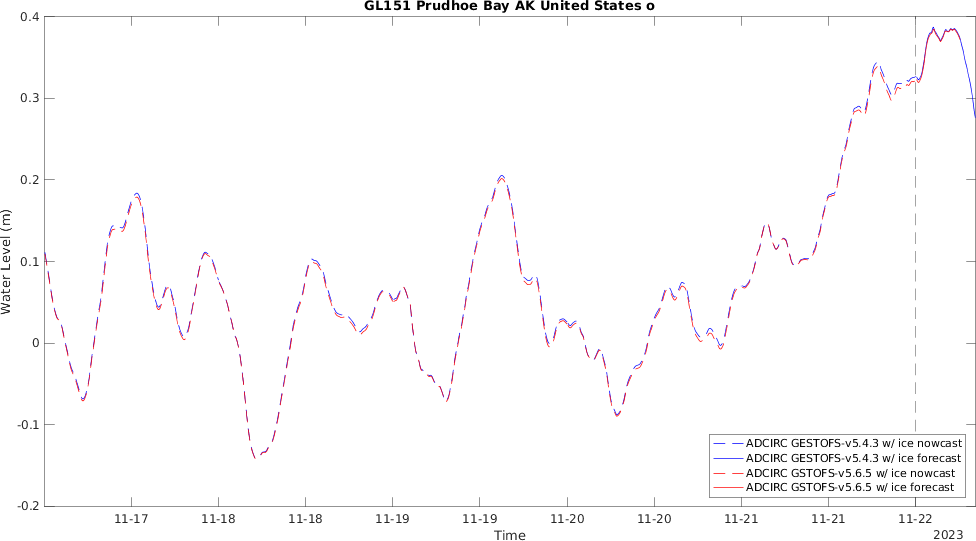 GL151 Prudhoe Bay AK United States o
0.4
0.3
0.2
0.1
0
-0.1
-0.2
Water Level (m)
ADCIRC GESTOFS-v5.4.3 w/ ice nowcast
ADCIRC GESTOFS-v5.4.3 w/ ice forecast
ADCIRC GSTOFS-v5.6.5 w/ ice nowcast
ADCIRC GSTOFS-v5.6.5 w/ ice forecast
11-17 11-18 11-18 11-19 11-19 11-20 11-20 11-21 11-21 11-22
Time
2023